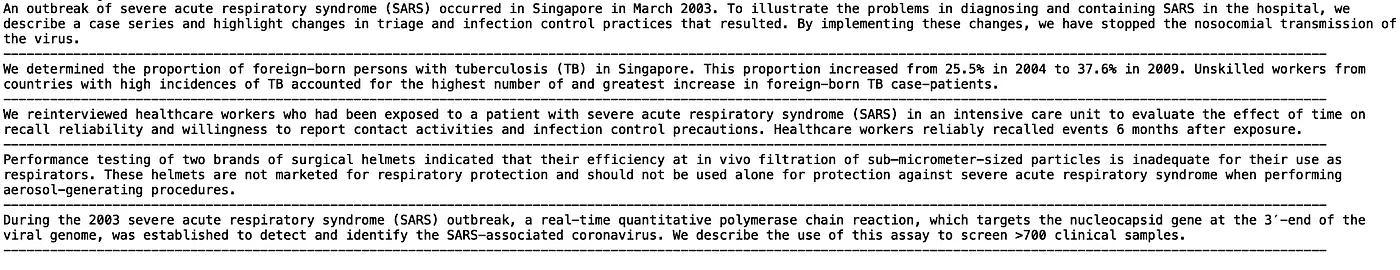 An outbreak of severe acute respiratory syndrome (SARS) occurred in Singapore in March 2003. To illustrate the problems in diagnosing and containing SARS in the hospital, we
describe a case series and highlight changes in triage and infection control practices that resulted. By implementing these changes, we have stopped the nosocomial transmission of
the virus.
We determined the proportion of foreign-born persons with tuberculosis (TB) in Singapore. This proportion increased from 25.5% in 2004 to 37.6% in 2009. Unskilled workers from
countries with high incidences of TB accounted for the highest number of and greatest increase in foreign-born TB case-patients.
We reinterviewed healthcare workers who had been exposed to a patient with severe acute respiratory syndrome (SARS) in an intensive care unit to evaluate the effect of time on
recall reliability and willingness to report contact activities and infection control precautions. Healthcare workers reliably recalled events 6 months after exposure.
Performance testing of two brands of surgical helmets indicated that their efficiency at in vivo filtration of sub-micrometer-sized particles is inadequate for their use as
respirators. These helmets are not marketed for respiratory protection and should not be used alone for protection against severe acute respiratory syndrome when performing
aerosol-generating procedures.
During the 2003 severe acute respiratory syndrome (SARS) outbreak, a real-time quantitative polymerase chain reaction, which targets the nucleocapsid gene at the 3′-end of the
viral genome, was established to detect and identify the SARS-associated coronavirus. We describe the use of this assay to screen >700 clinical samples.